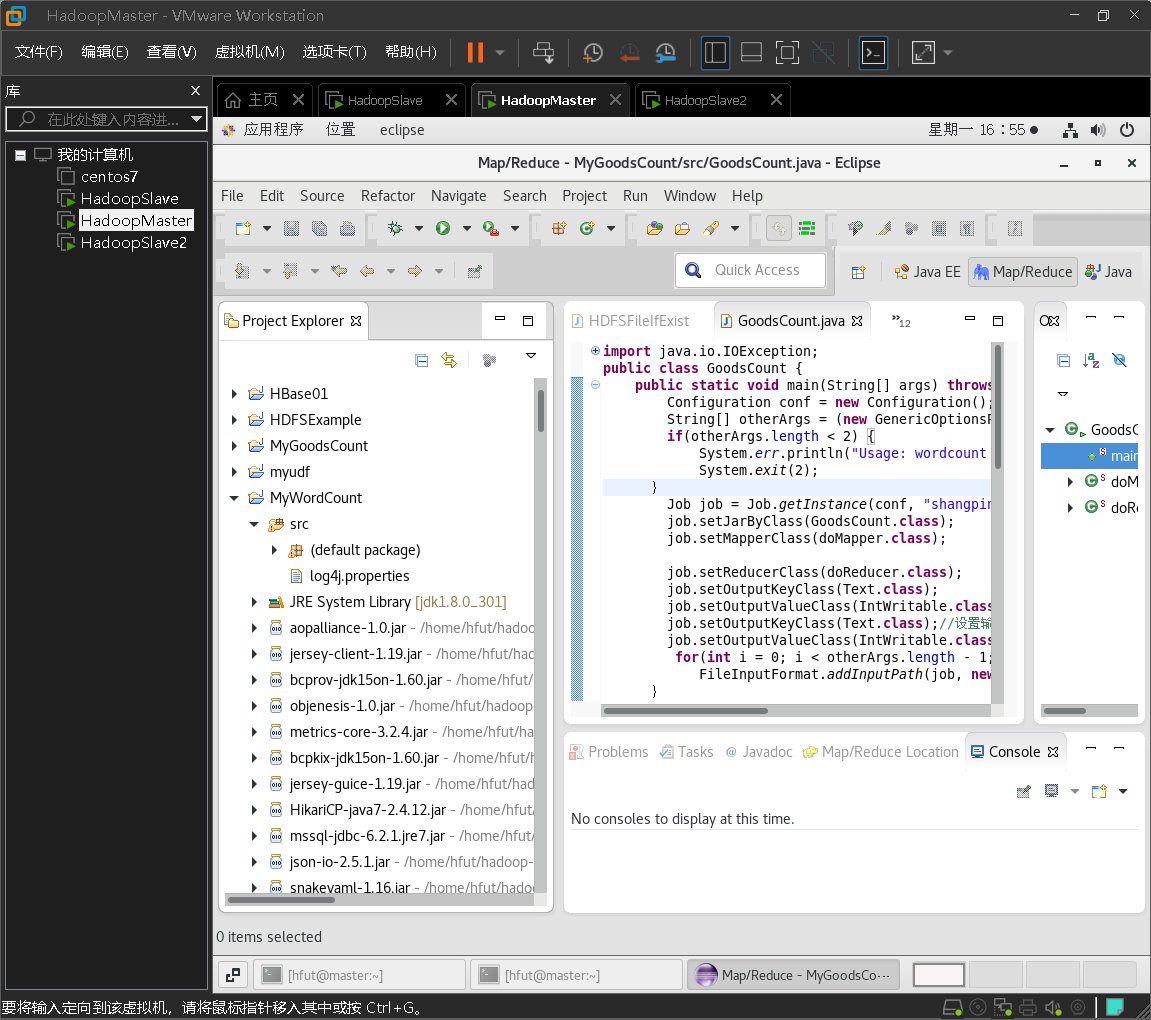 HadoopMaster - VMware Workstation
文件(F) 编辑(E) 查看(V) 虚拟机(M) 选项卡(T) 帮助(H)
库
在此处键入内容进...
我的计算机
centos7
HadoopSlave
HadoopMaster
HadoopSlave2
主页 HadoopSlave HadoopMaster HadoopSlave2
应用程序 位置 eclipse 星期一 16:55
Map/Reduce - MyGoodsCount/src/GoodsCount.java - Eclipse
File Edit Source Refactor Navigate Search Project Run Window Help
Quick Access Java EE Map/Reduce Java
Project Explorer
HBase01
HDFSExample
MyGoodsCount
myudf
MyWordCount
src
(default package)
log4j.properties
JRE System Library [jdk1.8.0_301]
aopalliance-1.0.jar - /home/hfut/hadoo
jersey-client-1.19.jar - /home/hfut/had
bcprov-jdk15on-1.60.jar - /home/hfut/
objenesis-1.0.jar - /home/hfut/hadoop
metrics-core-3.2.4.jar - /home/hfut/ha
bcpkix-jdk15on-1.60.jar - /home/hfut/h
jersey-guice-1.19.jar - /home/hfut/had
HikariCP-java7-2.4.12.jar - /home/hfut/
mssql-jdbc-6.2.1.jre7.jar - /home/hfut/
json-io-2.5.1.jar - /home/hfut/hadoop-
snakeyaml-1.16.jar - /home/hfut/hadoo
HDFSFileIfExist GoodsCount.java »12
import java.io.IOException;
public class GoodsCount {
public static void main(String[] args) throws
Configuration conf = new Configuration();
String[] otherArgs = (new GenericOptionsP
if(otherArgs.length < 2) {
System.err.println("Usage: wordcount
System.exit(2);
}
Job job = Job.getInstance(conf, "shangpin
job.setJarByClass(GoodsCount.class);
job.setMapperClass(doMapper.class);
job.setReducerClass(doReducer.class);
job.setOutputKeyClass(Text.class);
job.setOutputValueClass(IntWritable.class
job.setOutputKeyClass(Text.class);//设置输
job.setOutputValueClass(IntWritable.class
for(int i = 0; i < otherArgs.length - 1;
FileInputFormat.addInputPath(job, new
}
O
GoodsC
main
doM
doRe
Problems Tasks Javadoc Map/Reduce Location Console
No consoles to display at this time.
0 items selected
[hfut@master:~] [hfut@master:~] Map/Reduce - MyGoodsCo···
要将输入定向到该虚拟机，请将鼠标指针移入其中或按 Ctrl+G。